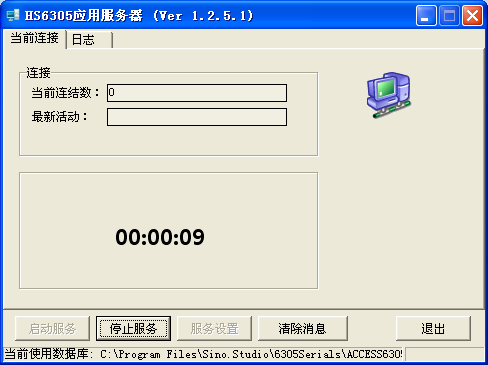 HS6305应用服务器 (Ver 1.2.5.1)
当前连接 日志
连接
当前连结数： 0
最新活动：
00:00:09
启动服务 停止服务 服务设置 清除消息 退出
当前使用数据库: C:\Program Files\Sino.Studio\6305Serials\ACCESS630